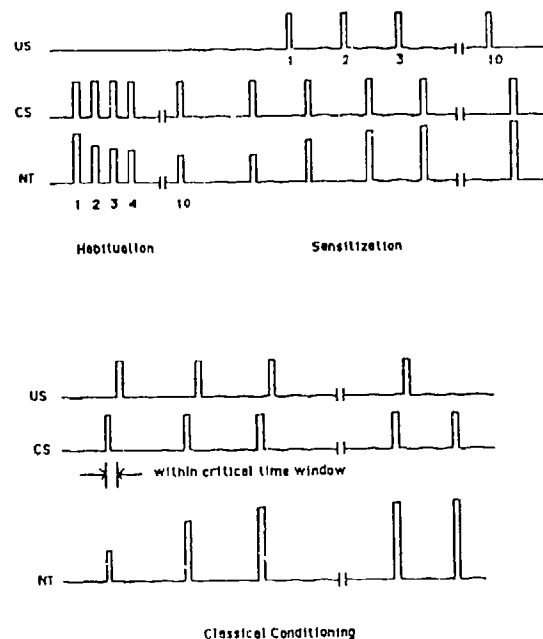 US
1 2 3 10
CS
NT
1 2 3 4 10
Habituation Sensitization
US
CS
within critical time window
NT
Classical Conditioning